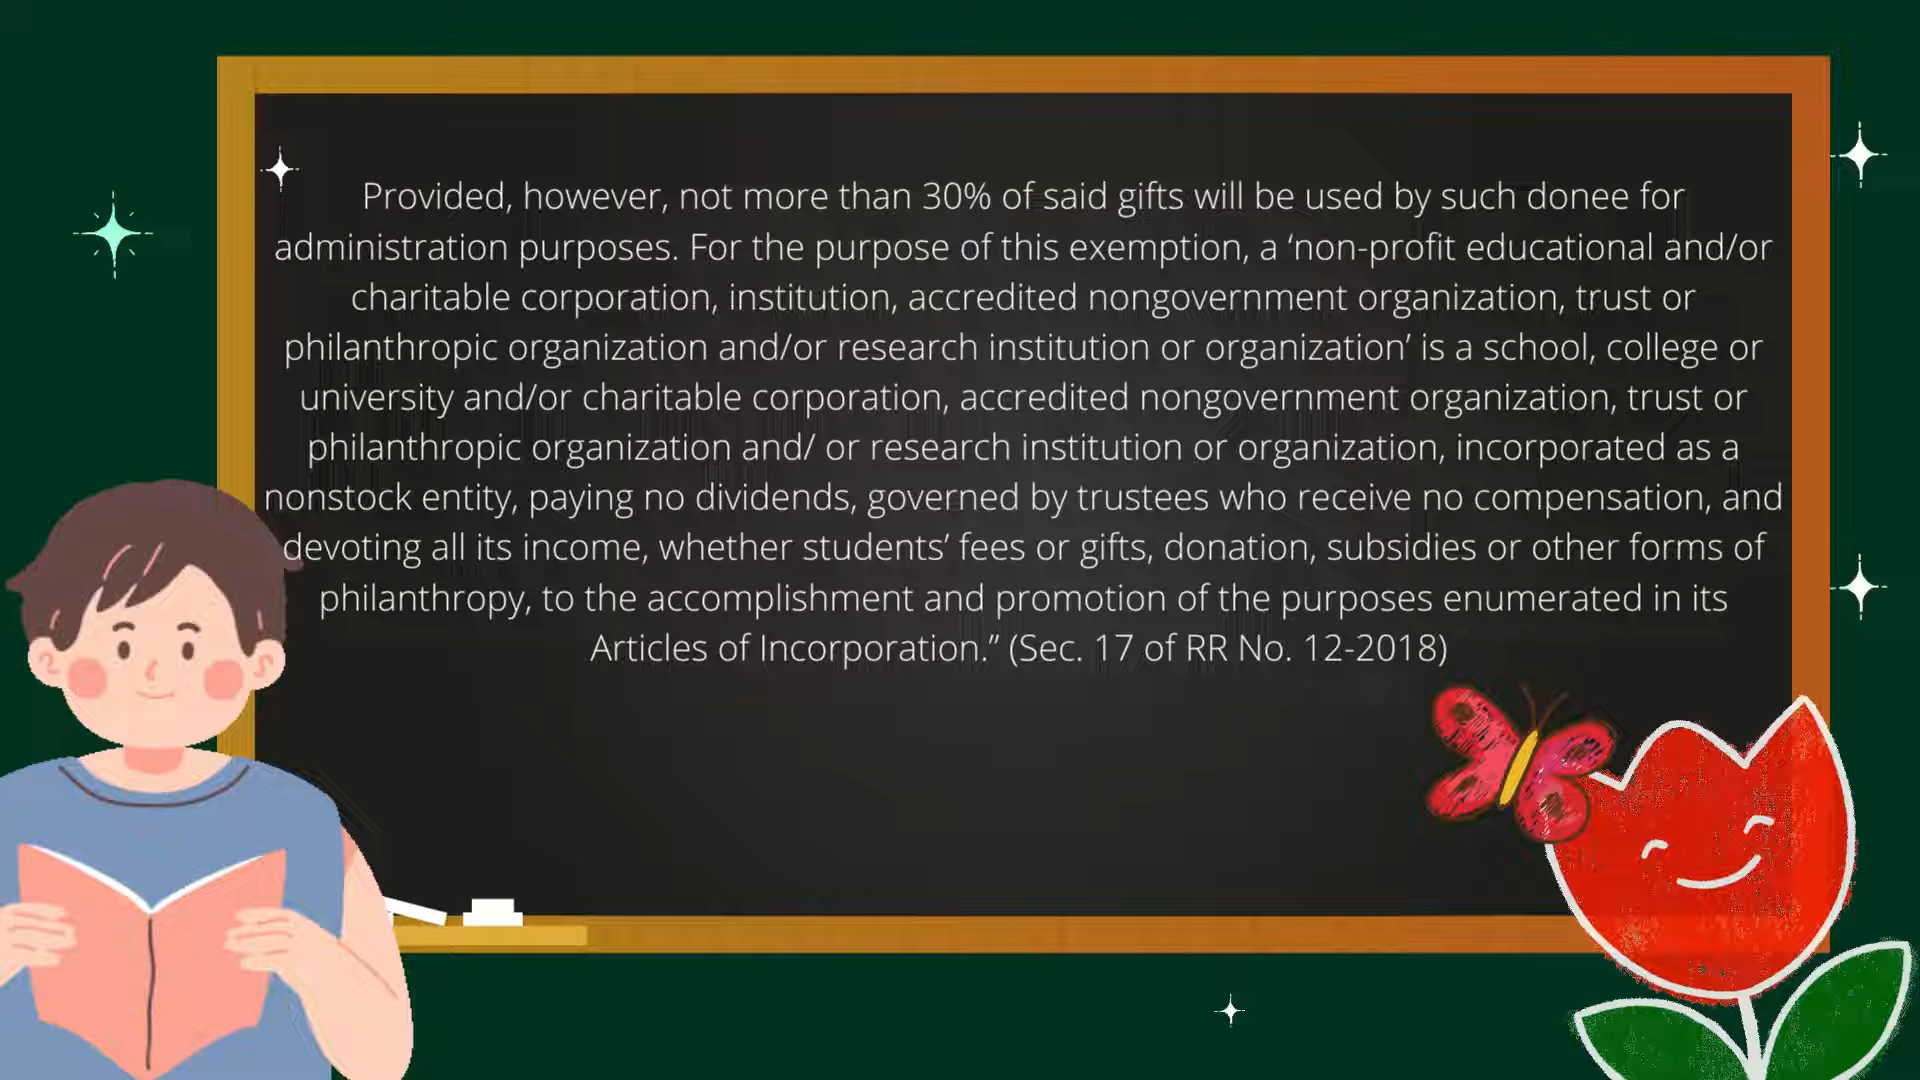 Provided, however, not more than 30% of said gifts will be used by such donee for
administration purposes. For the purpose of this exemption, a ‘non-profit educational and/or
charitable corporation, institution, accredited nongovernment organization, trust or
philanthropic organization and/or research institution or organization’ is a school, college or
university and/or charitable corporation, accredited nongovernment organization, trust or
philanthropic organization and/ or research institution or organization, incorporated as a
nonstock entity, paying no dividends, governed by trustees who receive no compensation, and
devoting all its income, whether students’ fees or gifts, donation, subsidies or other forms of
philanthropy, to the accomplishment and promotion of the purposes enumerated in its
Articles of Incorporation.” (Sec. 17 of RR No. 12-2018)